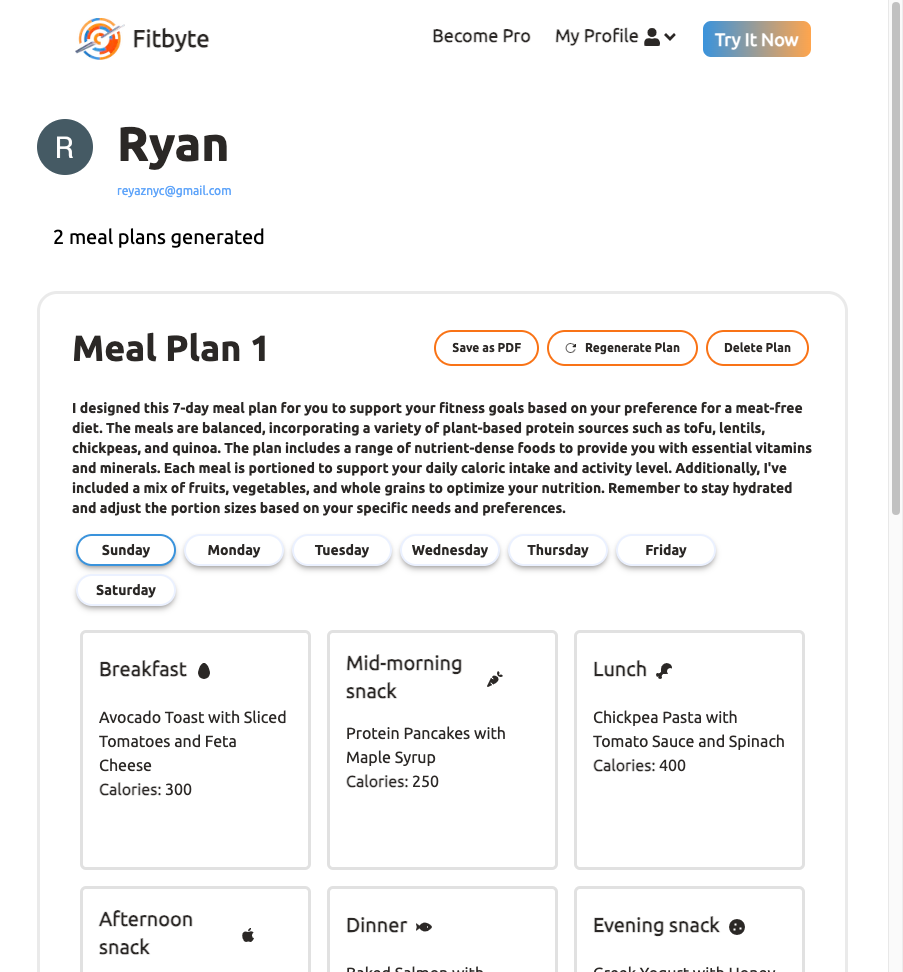 Fitbyte
Become Pro
My Profile
Try It Now
R
Ryan
reyaznyc@gmail.com
2 meal plans generated
Meal Plan 1
Save as PDF
Regenerate Plan
Delete Plan
I designed this 7-day meal plan for you to support your fitness goals based on your preference for a meat-free
diet. The meals are balanced, incorporating a variety of plant-based protein sources such as tofu, lentils,
chickpeas, and quinoa. The plan includes a range of nutrient-dense foods to provide you with essential vitamins
and minerals. Each meal is portioned to support your daily caloric intake and activity level. Additionally, I've
included a mix of fruits, vegetables, and whole grains to optimize your nutrition. Remember to stay hydrated
and adjust the portion sizes based on your specific needs and preferences.
Sunday
Monday
Tuesday
Wednesday
Thursday
Friday
Saturday
Breakfast
Avocado Toast with Sliced
Tomatoes and Feta
Cheese
Calories: 300
Mid-morning
snack
Protein Pancakes with
Maple Syrup
Calories: 250
Lunch
Chickpea Pasta with
Tomato Sauce and Spinach
Calories: 400
Afternoon
snack
Dinner
Baked Salmon with
Evening snack
Greek Yogurt with Honey